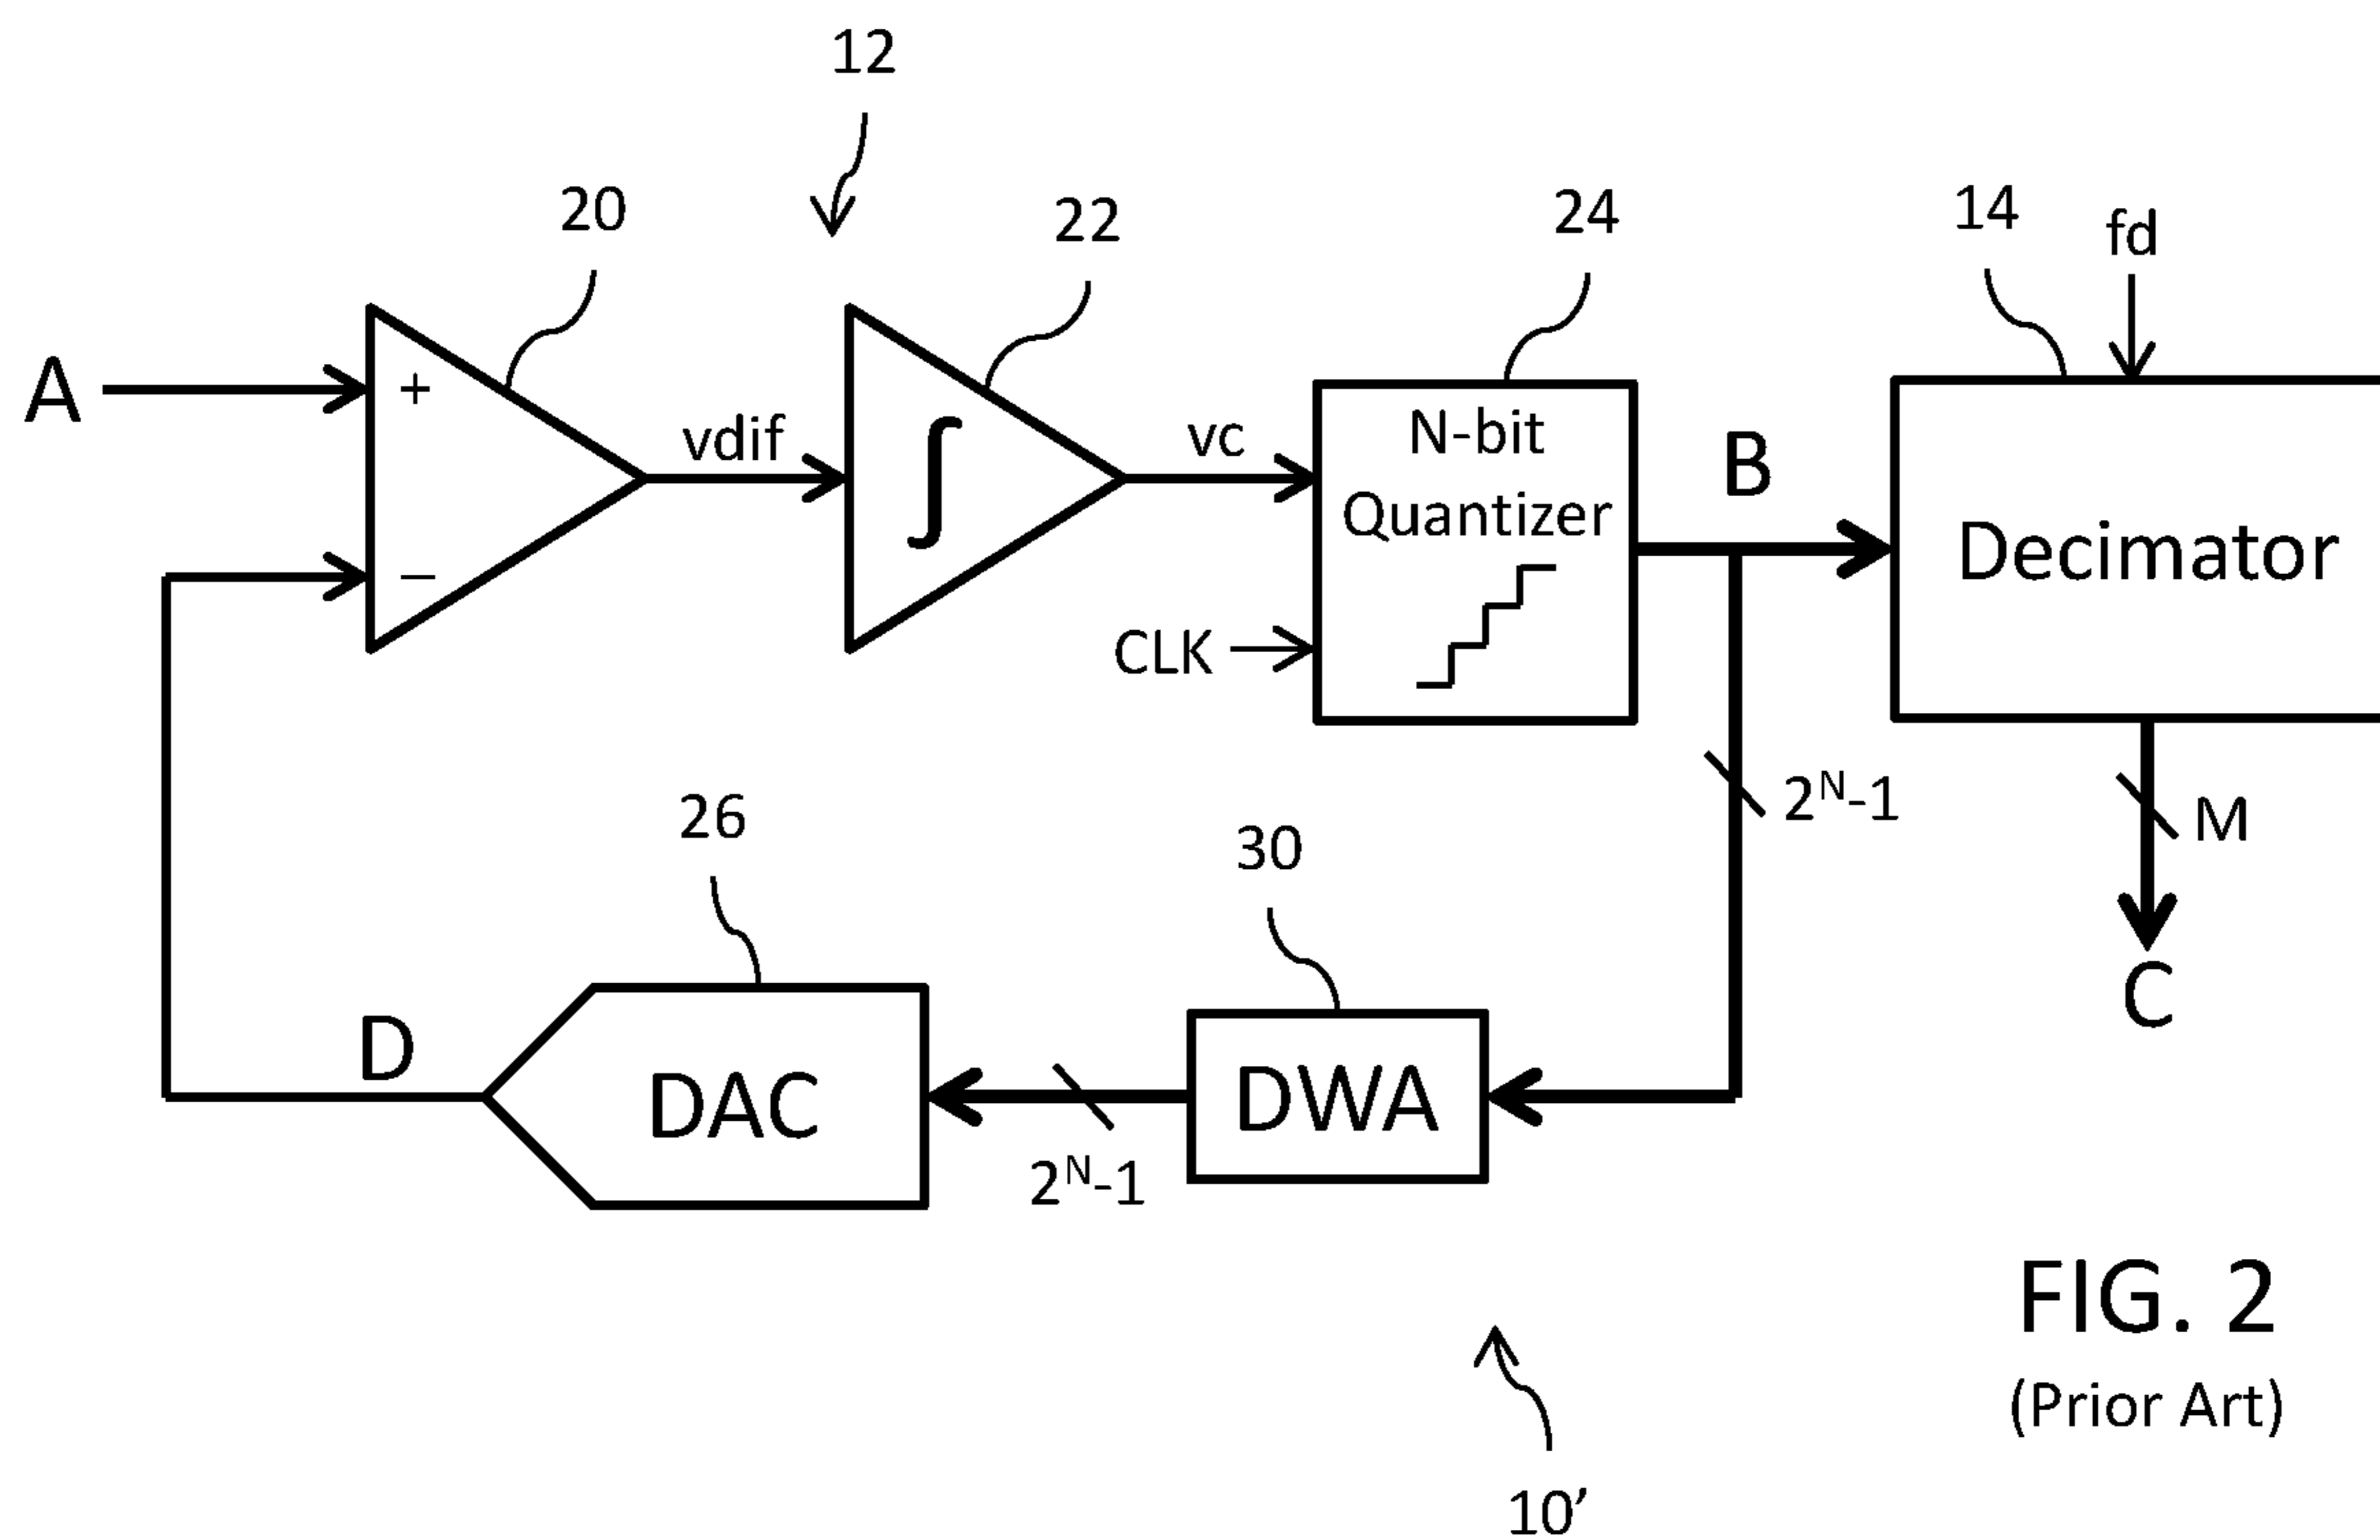 12
20
22
24
14
fd
A
+
vdif
∫
vc
N-bit
Quantizer
B
Decimator
–
CLK
2ᴺ-1
M
26
30
C
D
DAC
DWA
2ᴺ-1
FIG. 2
(Prior Art)
10’